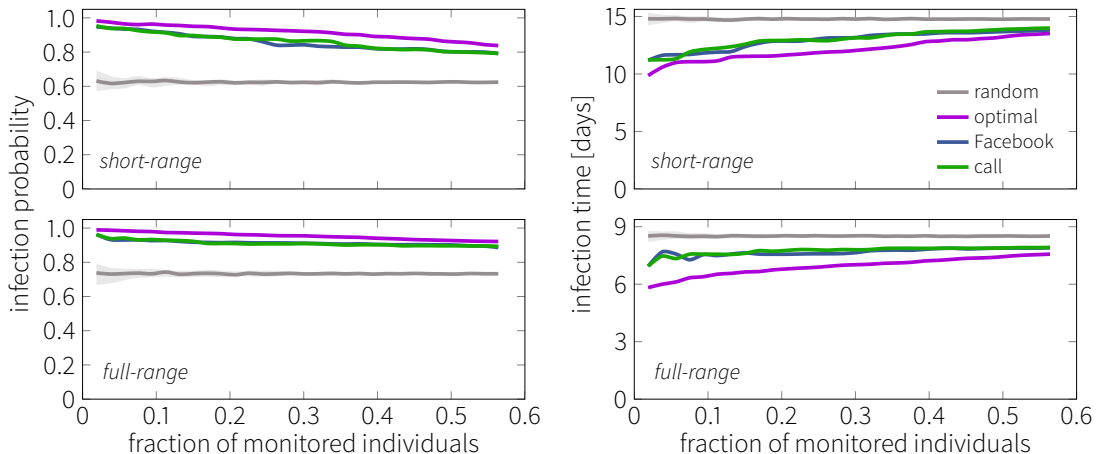 infection probability
1.0
0.8
0.6
0.4
0.2
0
short-range
1.0
0.8
0.6
0.4
0.2
0
full-range
0 0.1 0.2 0.3 0.4 0.5 0.6
fraction of monitored individuals
infection time [days]
15
10
5
0
short-range
random
optimal
Facebook
call
9
6
3
0
full-range
0 0.1 0.2 0.3 0.4 0.5 0.6
fraction of monitored individuals